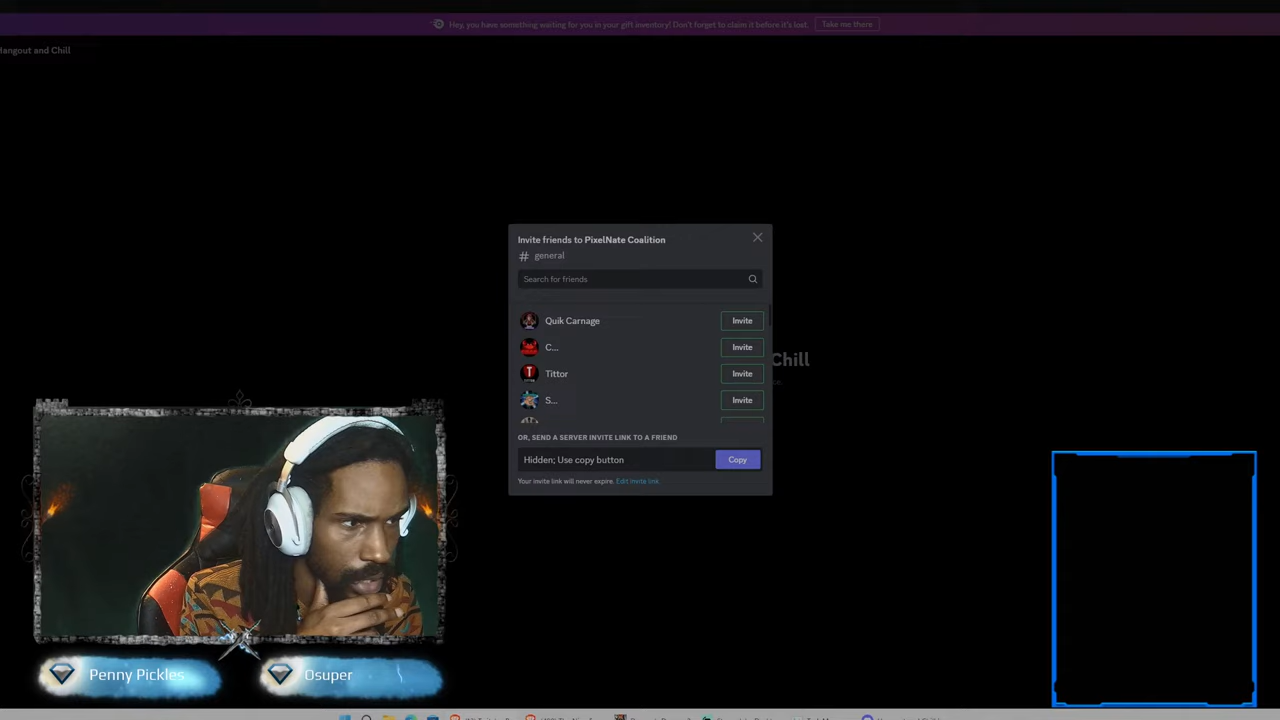 Hey, you have something waiting for you in your gift inventory! Don't forget to claim it before it's lost. Take me there
Hangout and Chill
Invite friends to PixelNate Coalition
# general
Search for friends
Quik Carnage Invite
C... Invite
Tittor Invite
Chill
S... Invite
OR, SEND A SERVER INVITE LINK TO A FRIEND
Hidden; Use copy button Copy
Your invite link will never expire. Edit invite link.
Penny Pickles
Osuper